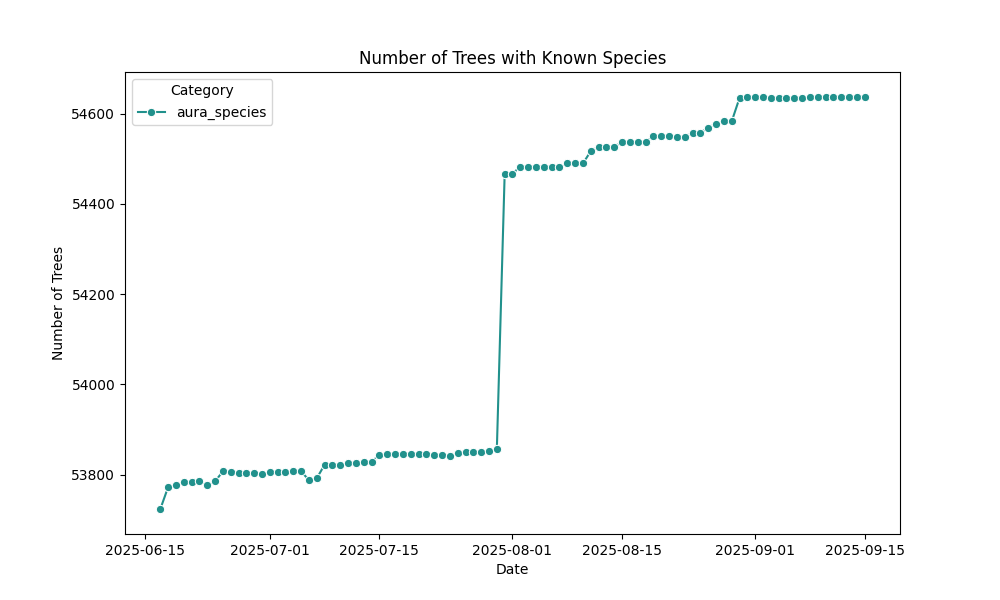 Number of Trees with Known Species
Category
aura_species
54600
54400
54200
54000
53800
Number of Trees
2025-06-15
2025-07-01
2025-07-15
2025-08-01
2025-08-15
2025-09-01
2025-09-15
Date